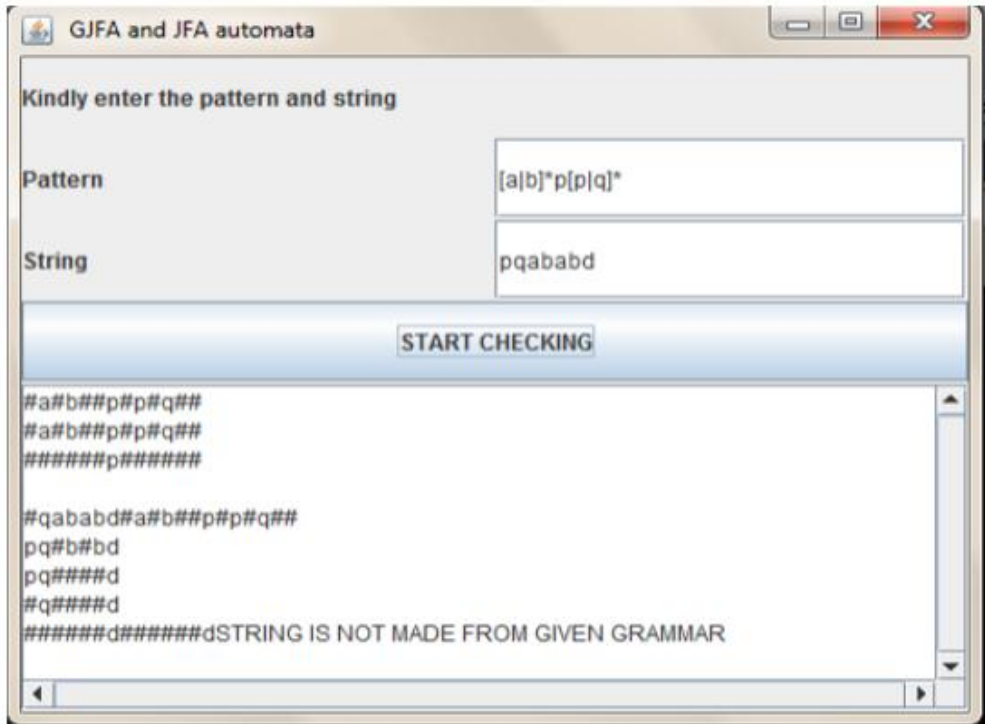 GJFA and JFA automata
Kindly enter the pattern and string
Pattern
[a|b]*p[p|q]*
String
pqababd
START CHECKING
#a#b##p#p#q##
#a#b##p#p#q##
######p######
#qababd#a#b##p#p#q##
pq#b#bd
pq####d
#q####d
######d######dSTRING IS NOT MADE FROM GIVEN GRAMMAR